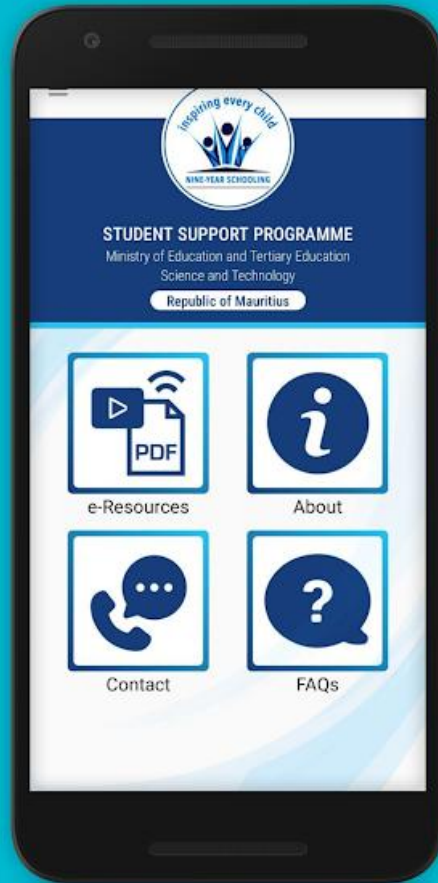 inspiring every child
NINE-YEAR SCHOOLING
STUDENT SUPPORT PROGRAMME
Ministry of Education and Tertiary Education
Science and Technology
Republic of Mauritius
PDF
e-Resources
i
About
Contact
?
FAQs